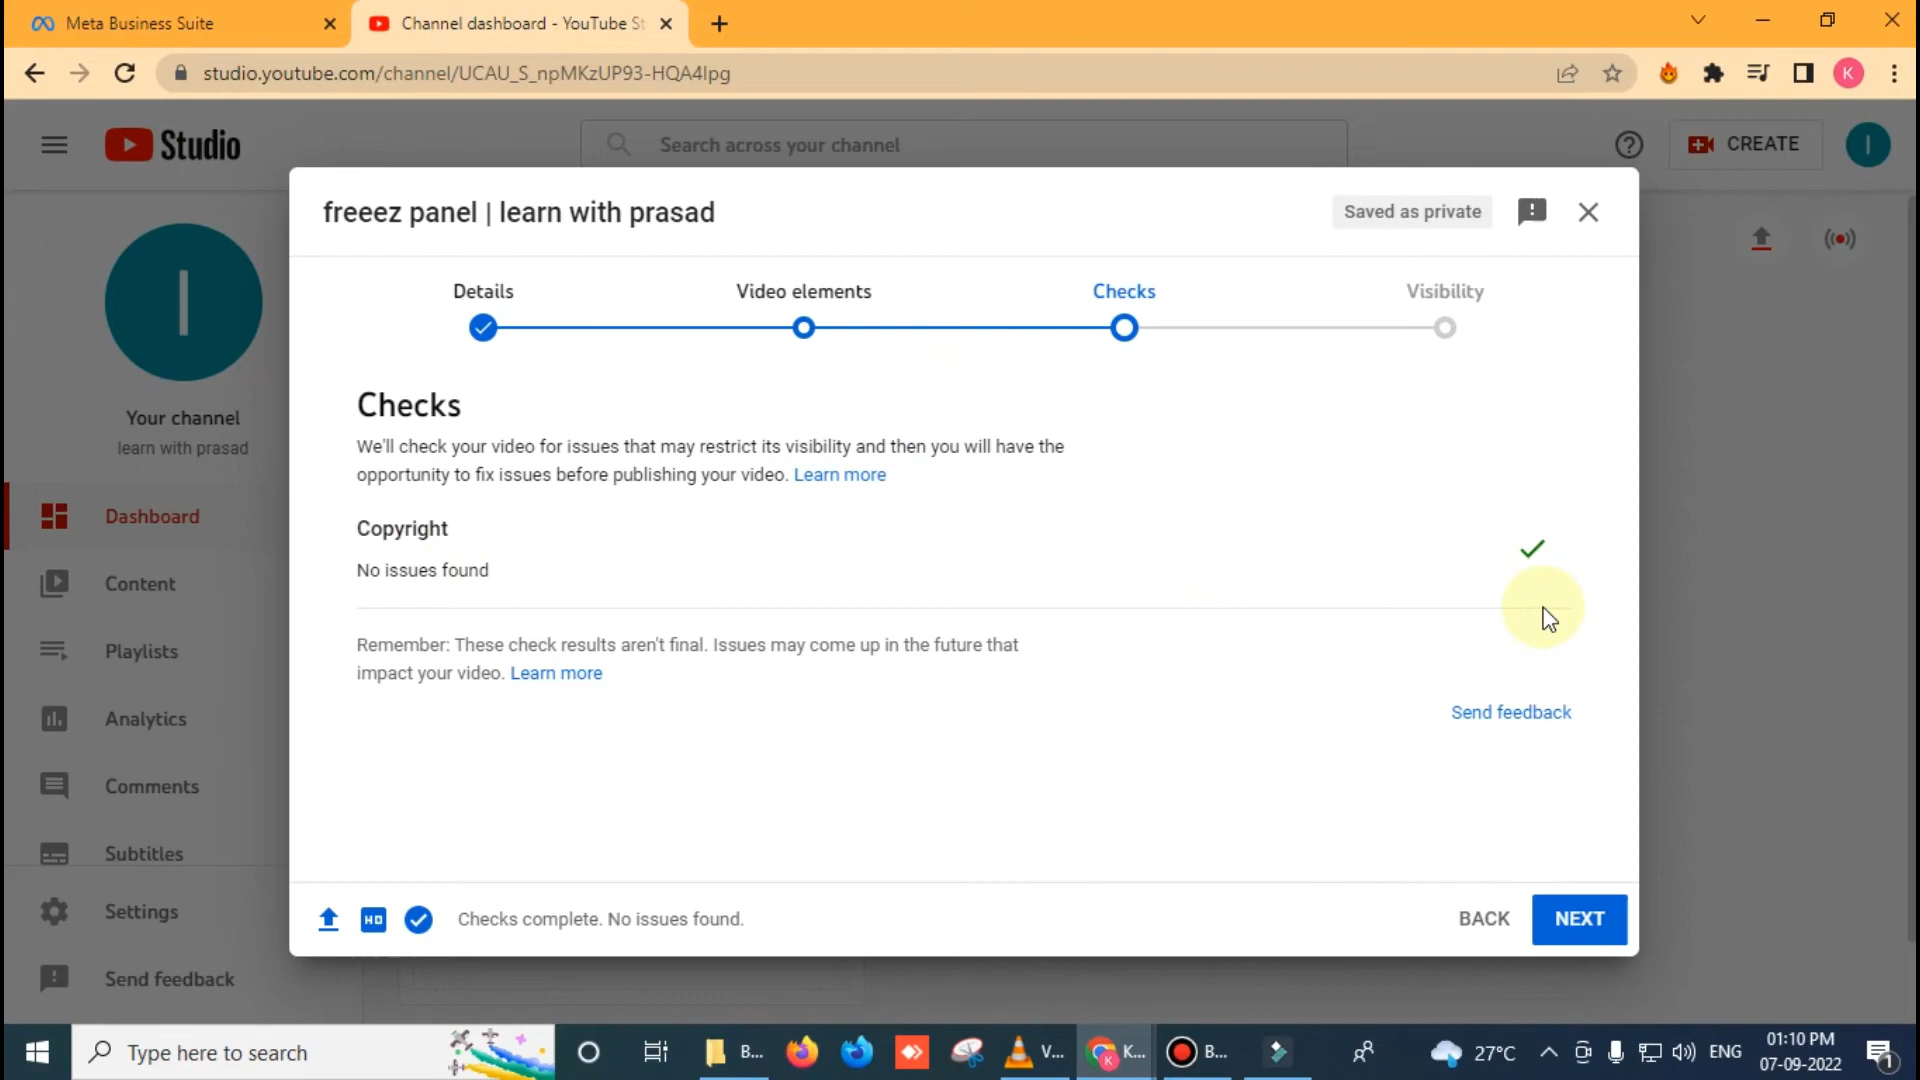 Meta Business Suite
Channel dashboard - YouTube St
studio.youtube.com/channel/UCAU_S_npMKzUP93-HQA4lpg
K
Studio
Search across your channel
CREATE
I
freeez panel | learn with prasad
Saved as private
Details
Video elements
Checks
Visibility
I
Your channel
learn with prasad
Checks
We'll check your video for issues that may restrict its visibility and then you will have the
opportunity to fix issues before publishing your video. Learn more
Copyright
No issues found
Remember: These check results aren't final. Issues may come up in the future that
impact your video. Learn more
Send feedback
Dashboard
Content
Playlists
Analytics
Comments
Subtitles
Settings
Send feedback
HD
Checks complete. No issues found.
BACK
NEXT
Type here to search
B...
V...
K
K...
B...
27°C
ENG
01:10 PM
07-09-2022
1